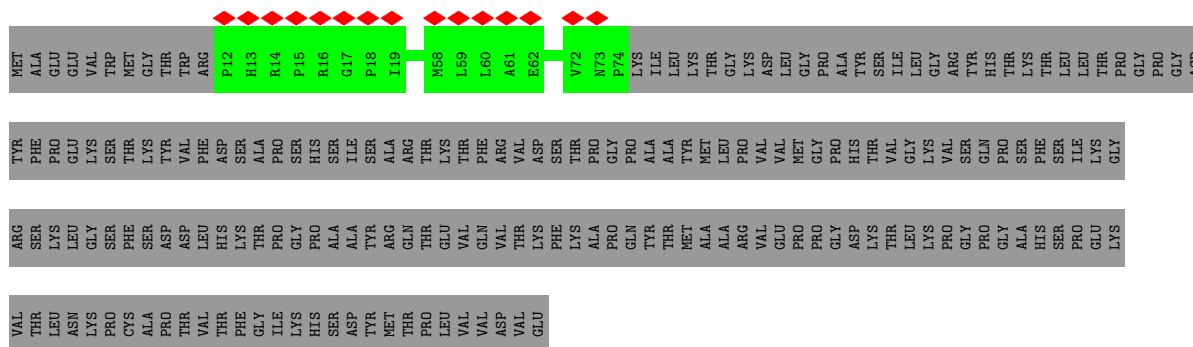 MET ALA GLU GLU VAL TRP MET GLY THR TRP ARG P12 H13 R14 P15 R16 G17 P18 I19 M58 L59 L60 A61 E62 V72 N73 P74 LYS ILE LEU LYS THR GLY LYS ASP LEU GLY PRO ALA TYR SER ILE LEU GLY ARG TYR HIS THR LYS THR LEU LEU THR PRO GLY PRO GLY
TYR PHE PRO GLU LYS SER THR LYS TYR VAL PHE ASP SER ALA PRO SER HIS SER ILE SER ALA ARG THR LYS THR PHE ARG VAL ASP SER THR PRO GLY PRO ALA ALA TYR MET LEU PRO VAL VAL MET GLY PRO HIS THR VAL GLY LYS VAL SER GLN PRO SER PHE SER ILE LYS GLY
ARG SER LYS LEU GLY SER PHE SER ASP ASP LEU HIS LYS THR PRO GLY PRO ALA ALA TYR ARG GLN THR GLU VAL GLN VAL THR LYS PHE LYS ALA PRO GLN TYR THR MET ALA ALA ARG VAL GLU PRO PRO GLY ASP LYS THR LEU LYS PRO GLY PRO GLY ALA HIS SER PRO GLU LYS
VAL THR LEU ASN LYS PRO CYS ALA PRO THR VAL THR PHE GLY ILE LYS HIS SER ASP TYR MET THR PRO LEU VAL VAL ASP VAL GLU